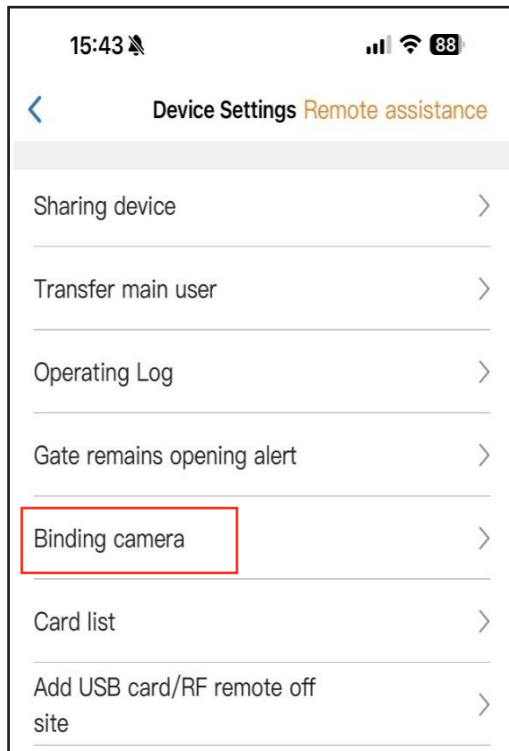 15:43
88
Device Settings Remote assistance
Sharing device
Transfer main user
Operating Log
Gate remains opening alert
Binding camera
Card list
Add USB card/RF remote off
site